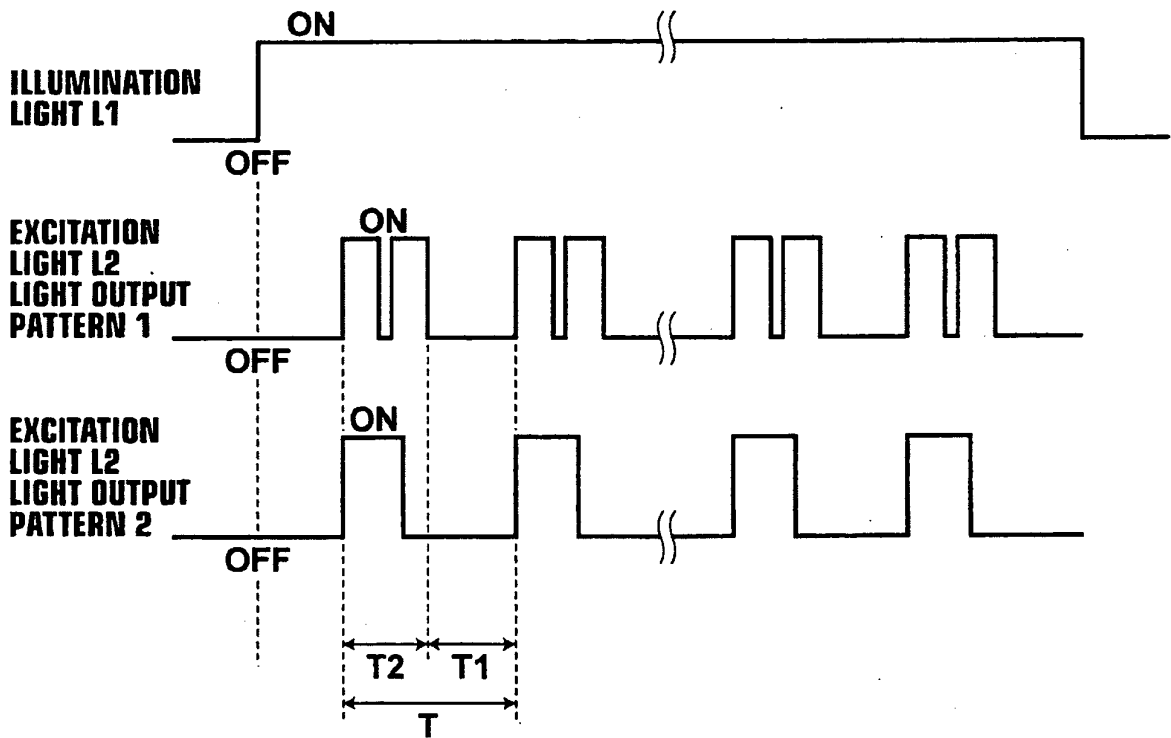 ON
ILLUMINATION
LIGHT L1
OFF
EXCITATION
LIGHT L2
LIGHT OUTPUT
PATTERN 1
ON
OFF
EXCITATION
LIGHT L2
LIGHT OUTPUT
PATTERN 2
ON
OFF
T2
T1
T